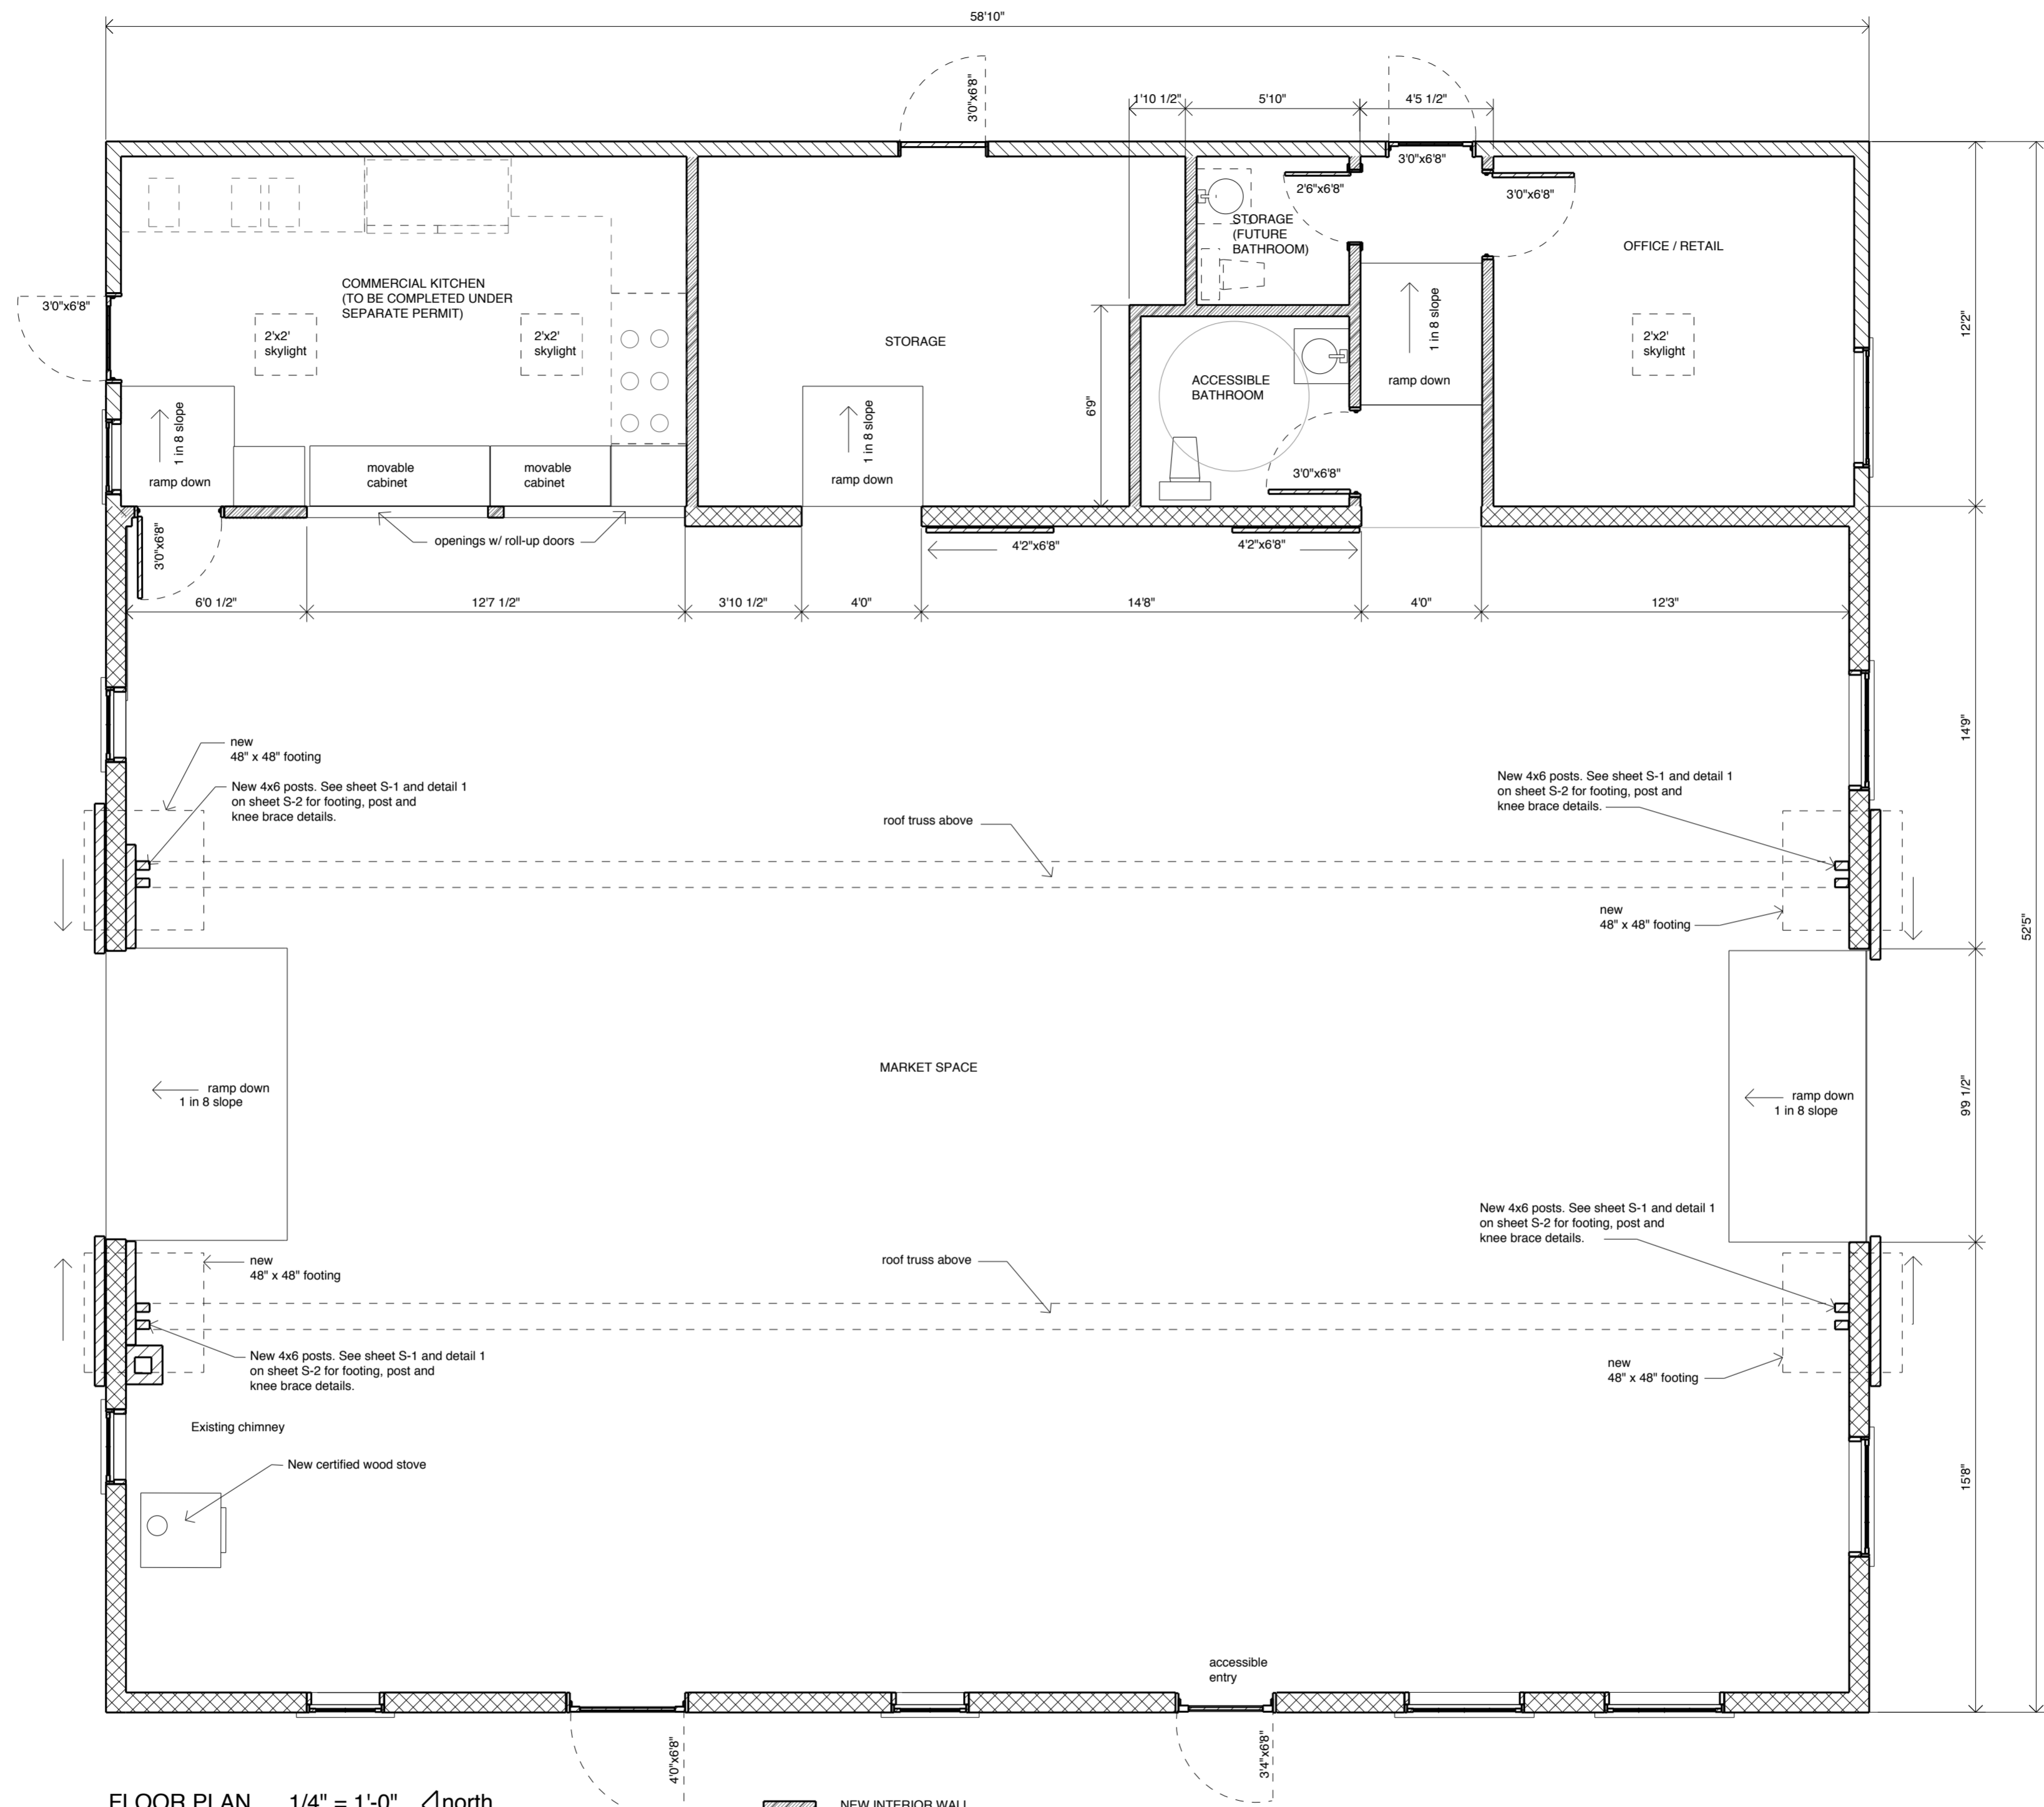 58'10"
3'0"x6'8"
1'10 1/2"
5'10"
4'5 1/2"
3'0"x6'8"
2'6"x6'8"
3'0"x6'8"
STORAGE
(FUTURE
BATHROOM)
OFFICE / RETAIL
COMMERCIAL KITCHEN
(TO BE COMPLETED UNDER
SEPARATE PERMIT)
3'0"x6'8"
2'x2'
skylight
2'x2'
skylight
STORAGE
1 in 8 slope
ramp down
2'x2'
skylight
12'2"
ACCESSIBLE
BATHROOM
6'9"
1 in 8 slope
ramp down
movable
cabinet
movable
cabinet
1 in 8 slope
ramp down
3'0"x6'8"
3'0"x6'8"
openings w/ roll-up doors
4'2"x6'8"
4'2"x6'8"
6'0 1/2"
12'7 1/2"
3'10 1/2"
4'0"
14'8"
4'0"
12'3"
14'9"
new
48" x 48" footing
New 4x6 posts. See sheet S-1 and detail 1
on sheet S-2 for footing, post and
knee brace details.
roof truss above
New 4x6 posts. See sheet S-1 and detail 1
on sheet S-2 for footing, post and
knee brace details.
new
48" x 48" footing
52'5"
MARKET SPACE
ramp down
1 in 8 slope
ramp down
1 in 8 slope
9'9 1/2"
New 4x6 posts. See sheet S-1 and detail 1
on sheet S-2 for footing, post and
knee brace details.
new
48" x 48" footing
roof truss above
New 4x6 posts. See sheet S-1 and detail 1
on sheet S-2 for footing, post and
knee brace details.
new
48" x 48" footing
Existing chimney
New certified wood stove
15'8"
accessible
entry
4'0"x6'8"
3'4"x6'8"
FLOOR PLAN 1/4" = 1'-0" north
NEW INTERIOR WALL